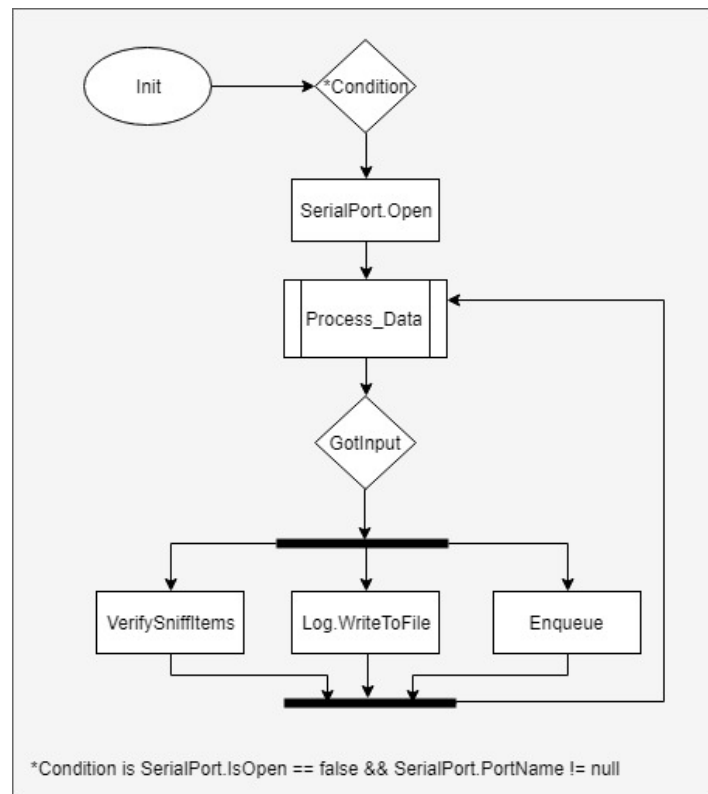 Init
*Condition
SerialPort.Open
Process_Data
GotInput
VerifySniffItems
Log.WriteToFile
Enqueue
*Condition is SerialPort.IsOpen == false && SerialPort.PortName != null